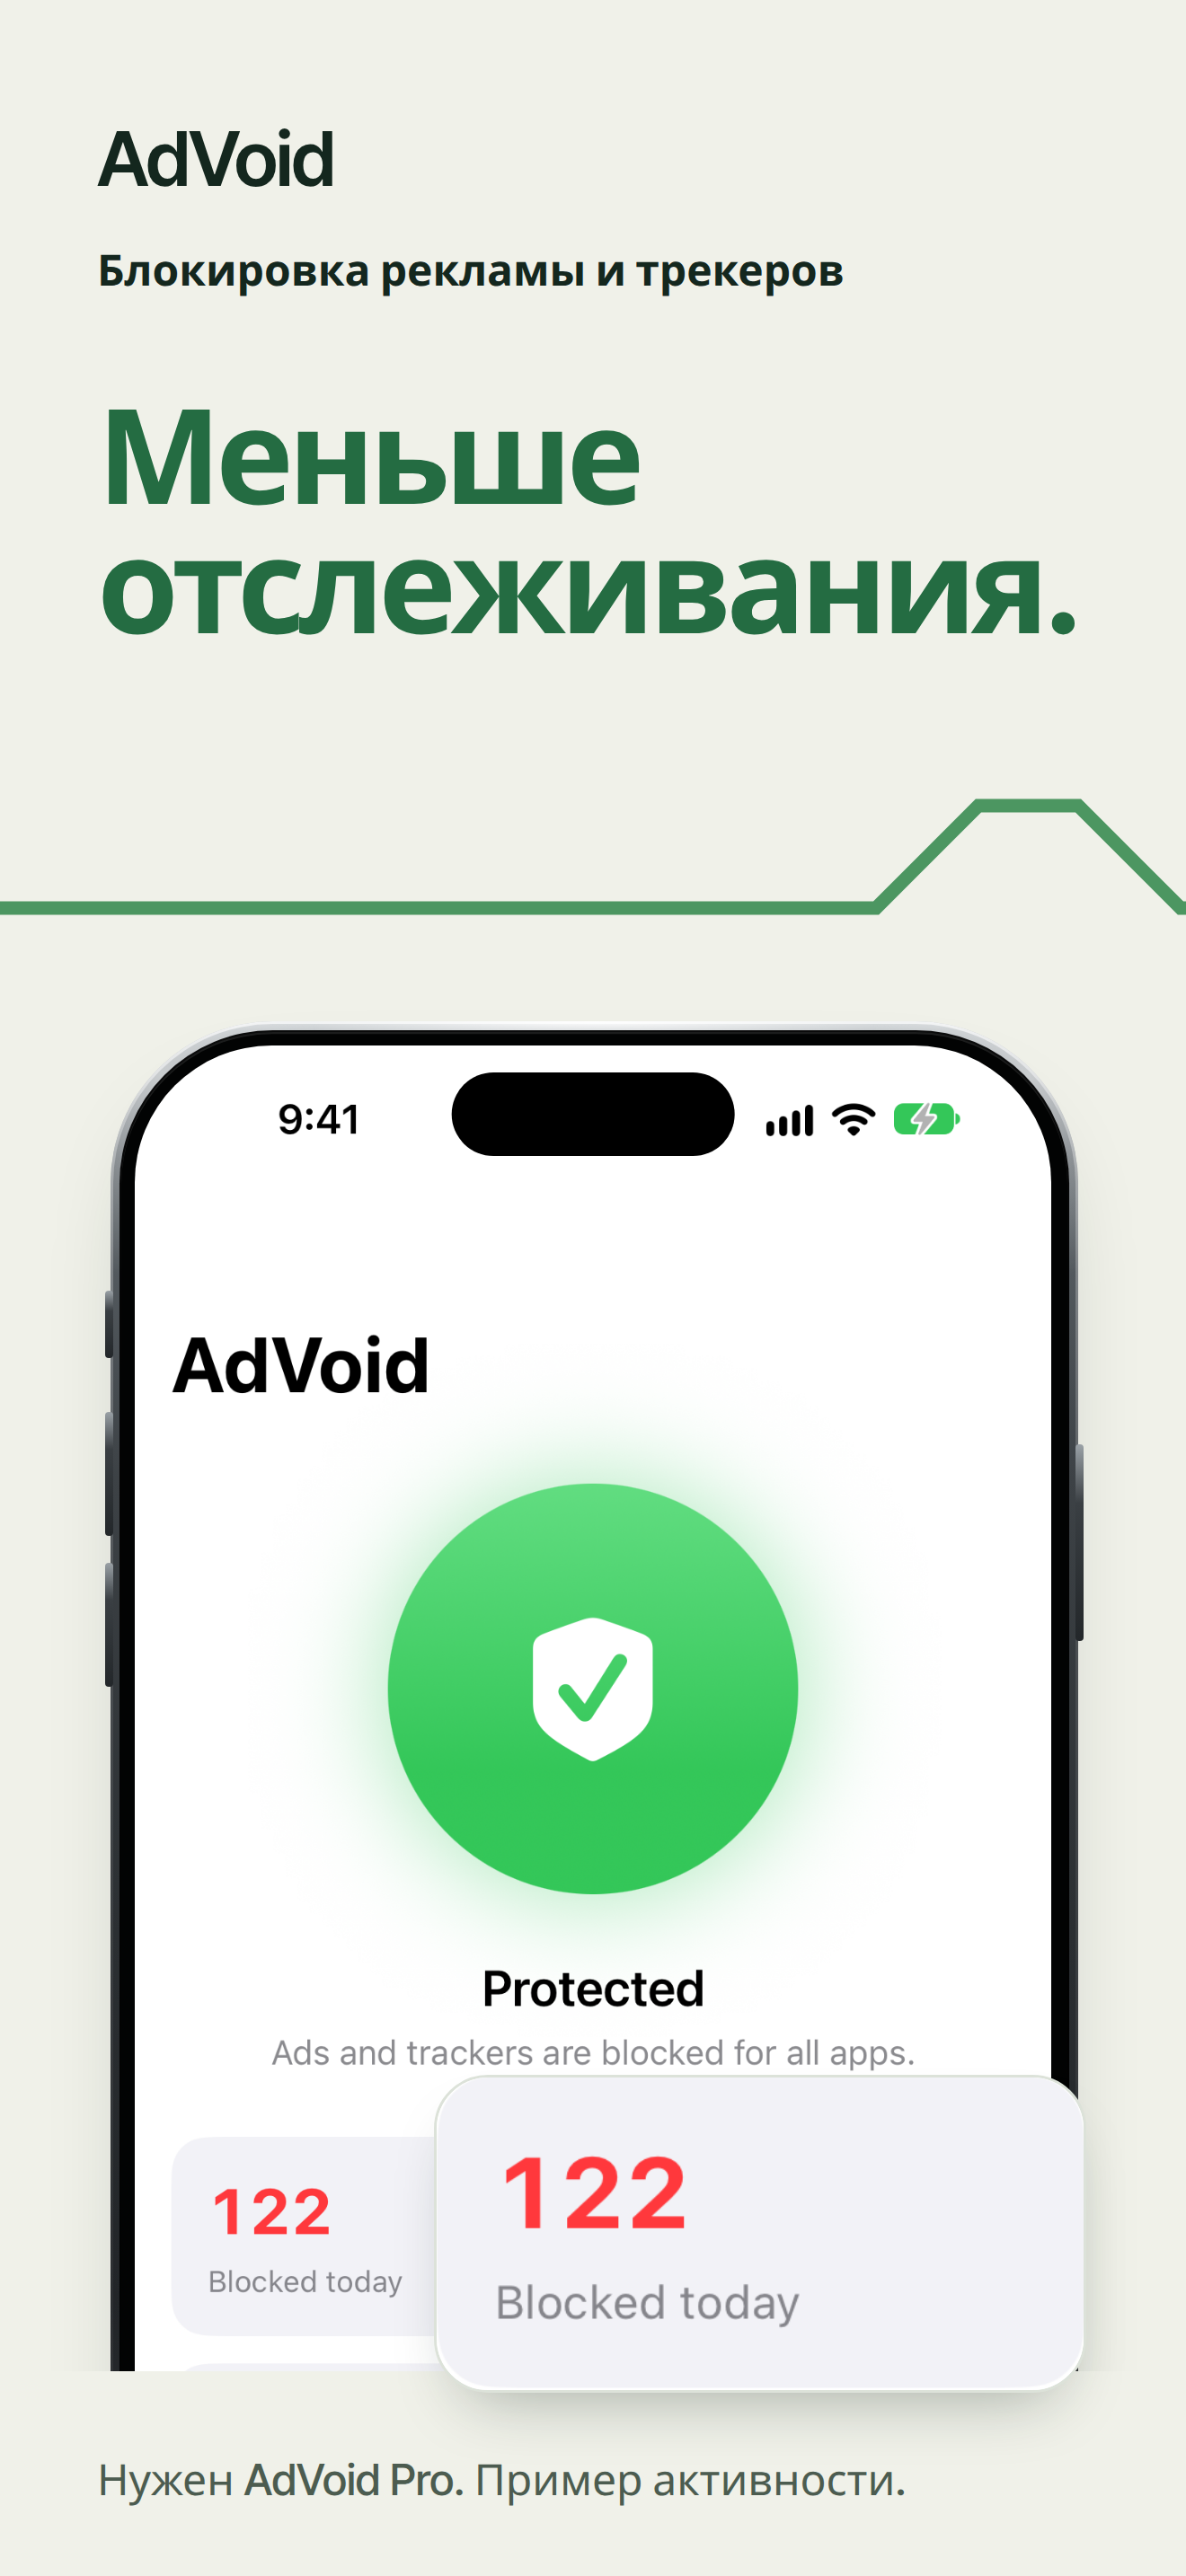 AdVoid
Блокировка рекламы и трекеров
Меньше
отслеживания.
9:41
AdVoid
Protected
Ads and trackers are blocked for all apps.
122
Blocked today
122
Blocked today
Нужен AdVoid Pro. Пример активности.